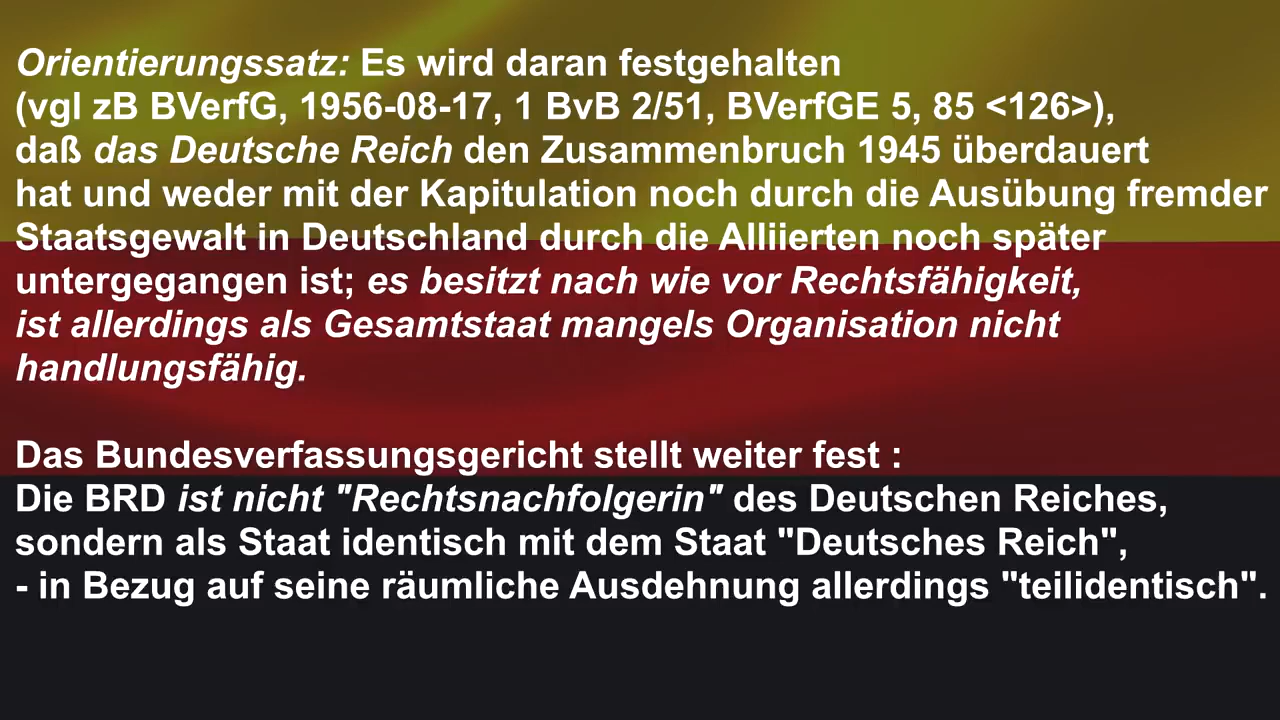 Orientierungssatz: Es wird daran festgehalten
(vgl zB BVerfG, 1956-08-17, 1 BvB 2/51, BVerfGE 5, 85 <126>),
daß das Deutsche Reich den Zusammenbruch 1945 überdauert
hat und weder mit der Kapitulation noch durch die Ausübung fremder
Staatsgewalt in Deutschland durch die Alliierten noch später
untergegangen ist; es besitzt nach wie vor Rechtsfähigkeit,
ist allerdings als Gesamtstaat mangels Organisation nicht
handlungsfähig.
Das Bundesverfassungsgericht stellt weiter fest :
Die BRD ist nicht "Rechtsnachfolgerin" des Deutschen Reiches,
sondern als Staat identisch mit dem Staat "Deutsches Reich",
- in Bezug auf seine räumliche Ausdehnung allerdings "teilidentisch".